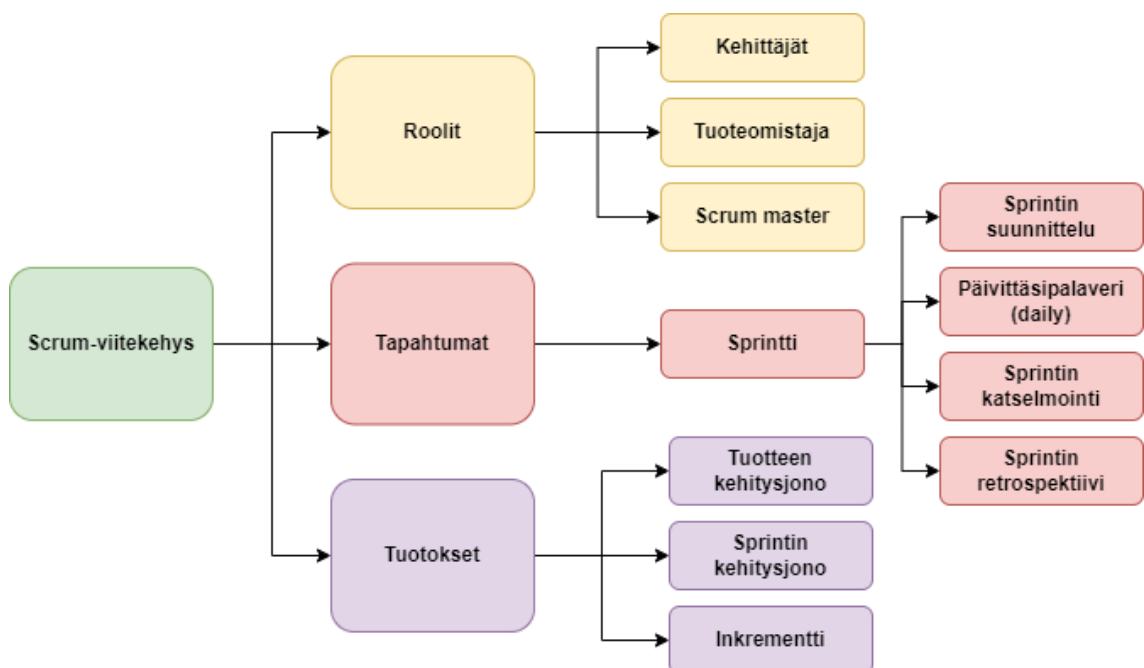 Scrum-viitekehys
Roolit
Kehittäjät
Tuoteomistaja
Scrum master
Tapahtumat
Sprintti
Sprintin
suunnittelu
Päivittäsipalaveri
(daily)
Sprintin
katselmointi
Sprintin
retrospektiivi
Tuotokset
Tuotteen
kehitysjono
Sprintin
kehitysjono
Inkrementti